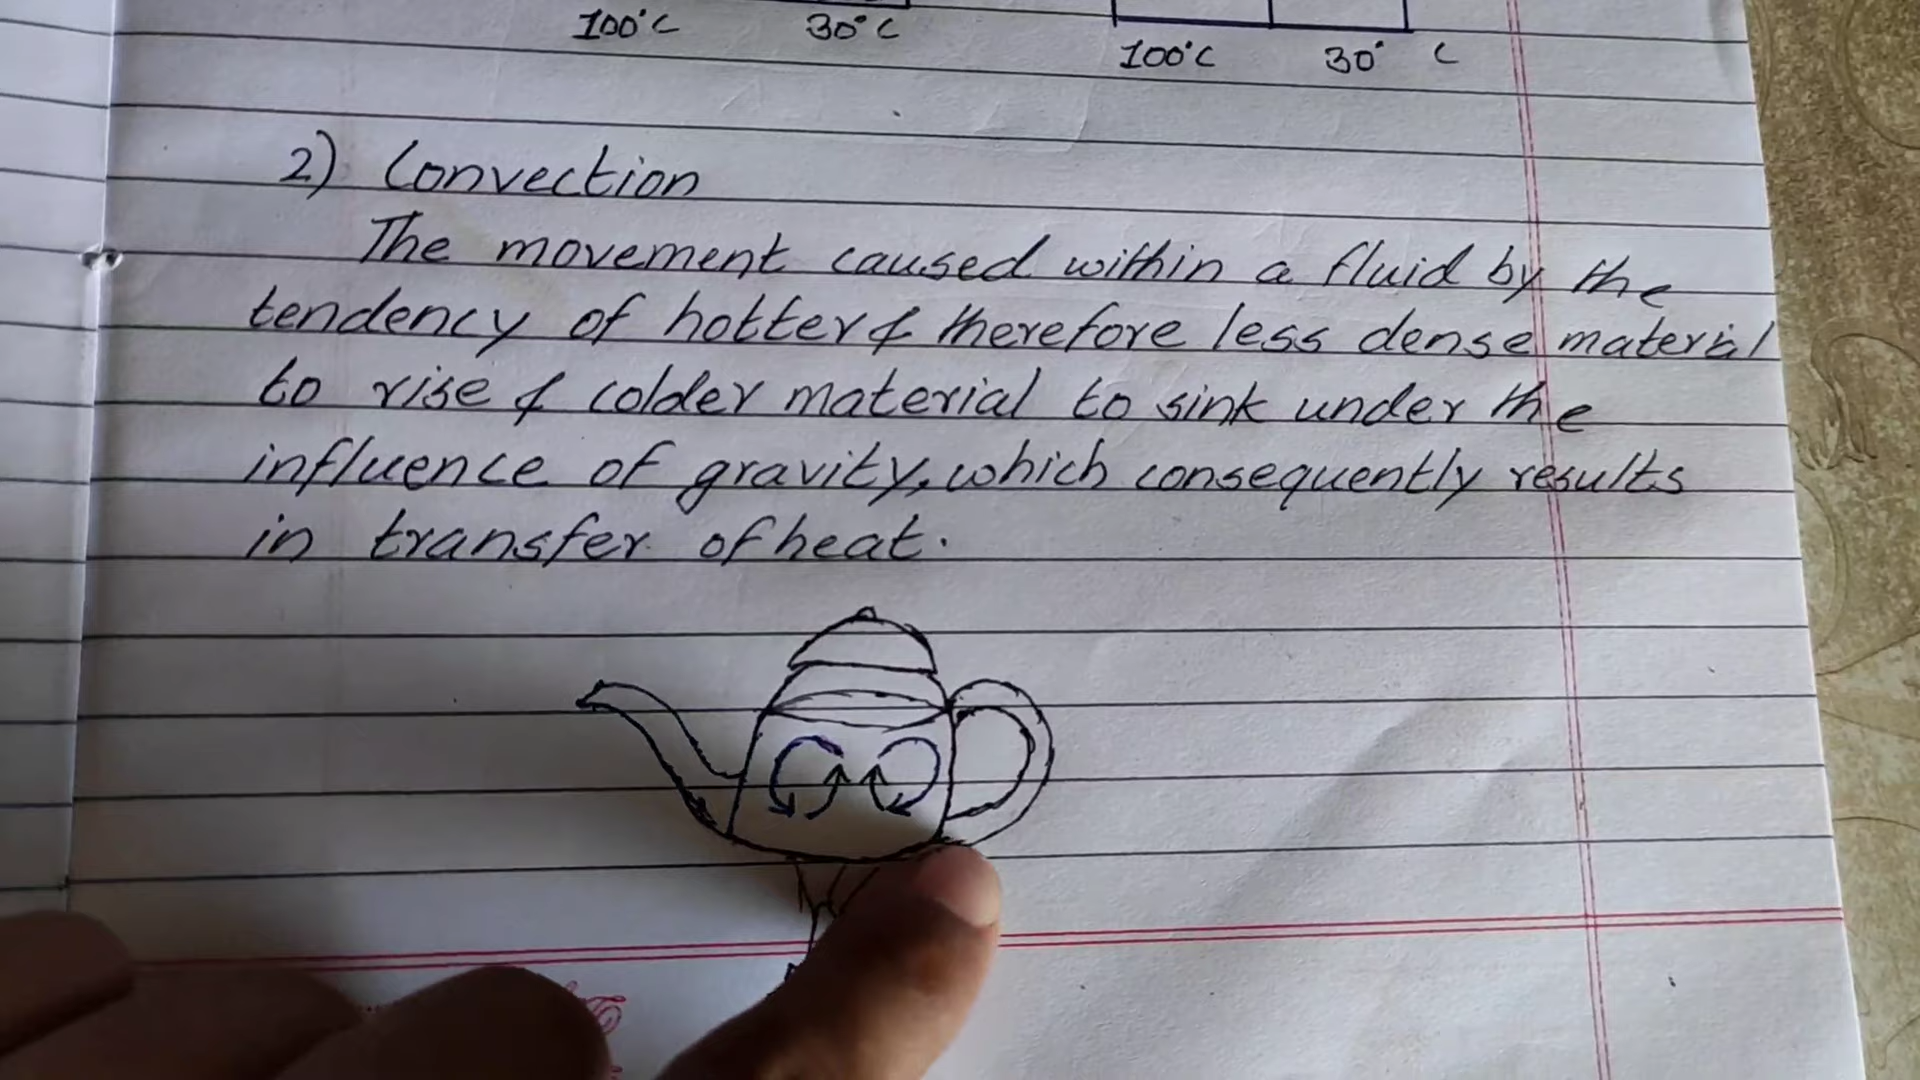 100°C 30°C 100°C 30° C
2) Convection
The movement caused within a fluid by the
tendency of hotter & therefore less dense material
to rise & colder material to sink under the
influence of gravity, which consequently results
in transfer of heat.